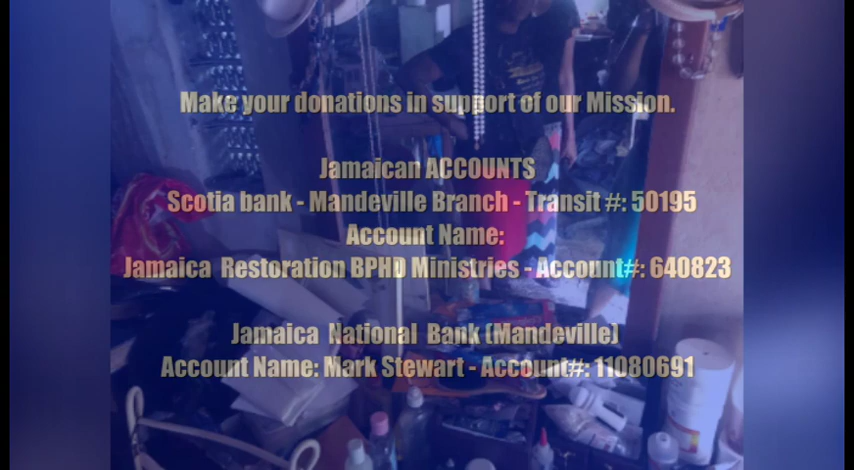 Make your donations in support of our Mission.
Jamaican ACCOUNTS
Scotia bank - Mandeville Branch - Transit #: 50195
Account Name:
Jamaica Restoration BPHD Ministries - Account#: 640823
Jamaica National Bank (Mandeville)
Account Name: Mark Stewart - Account#: 11080691